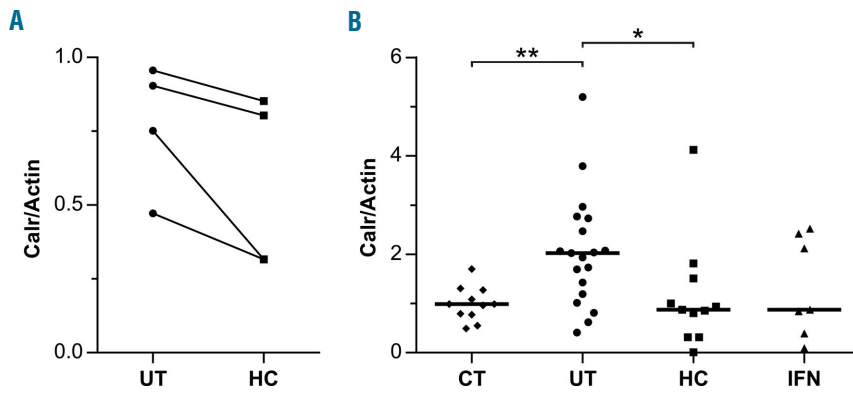 A
Calr/Actin
1.0
0.5
0.0
UT HC
B
Calr/Actin
6
4
2
0
** *
CT UT HC IFN